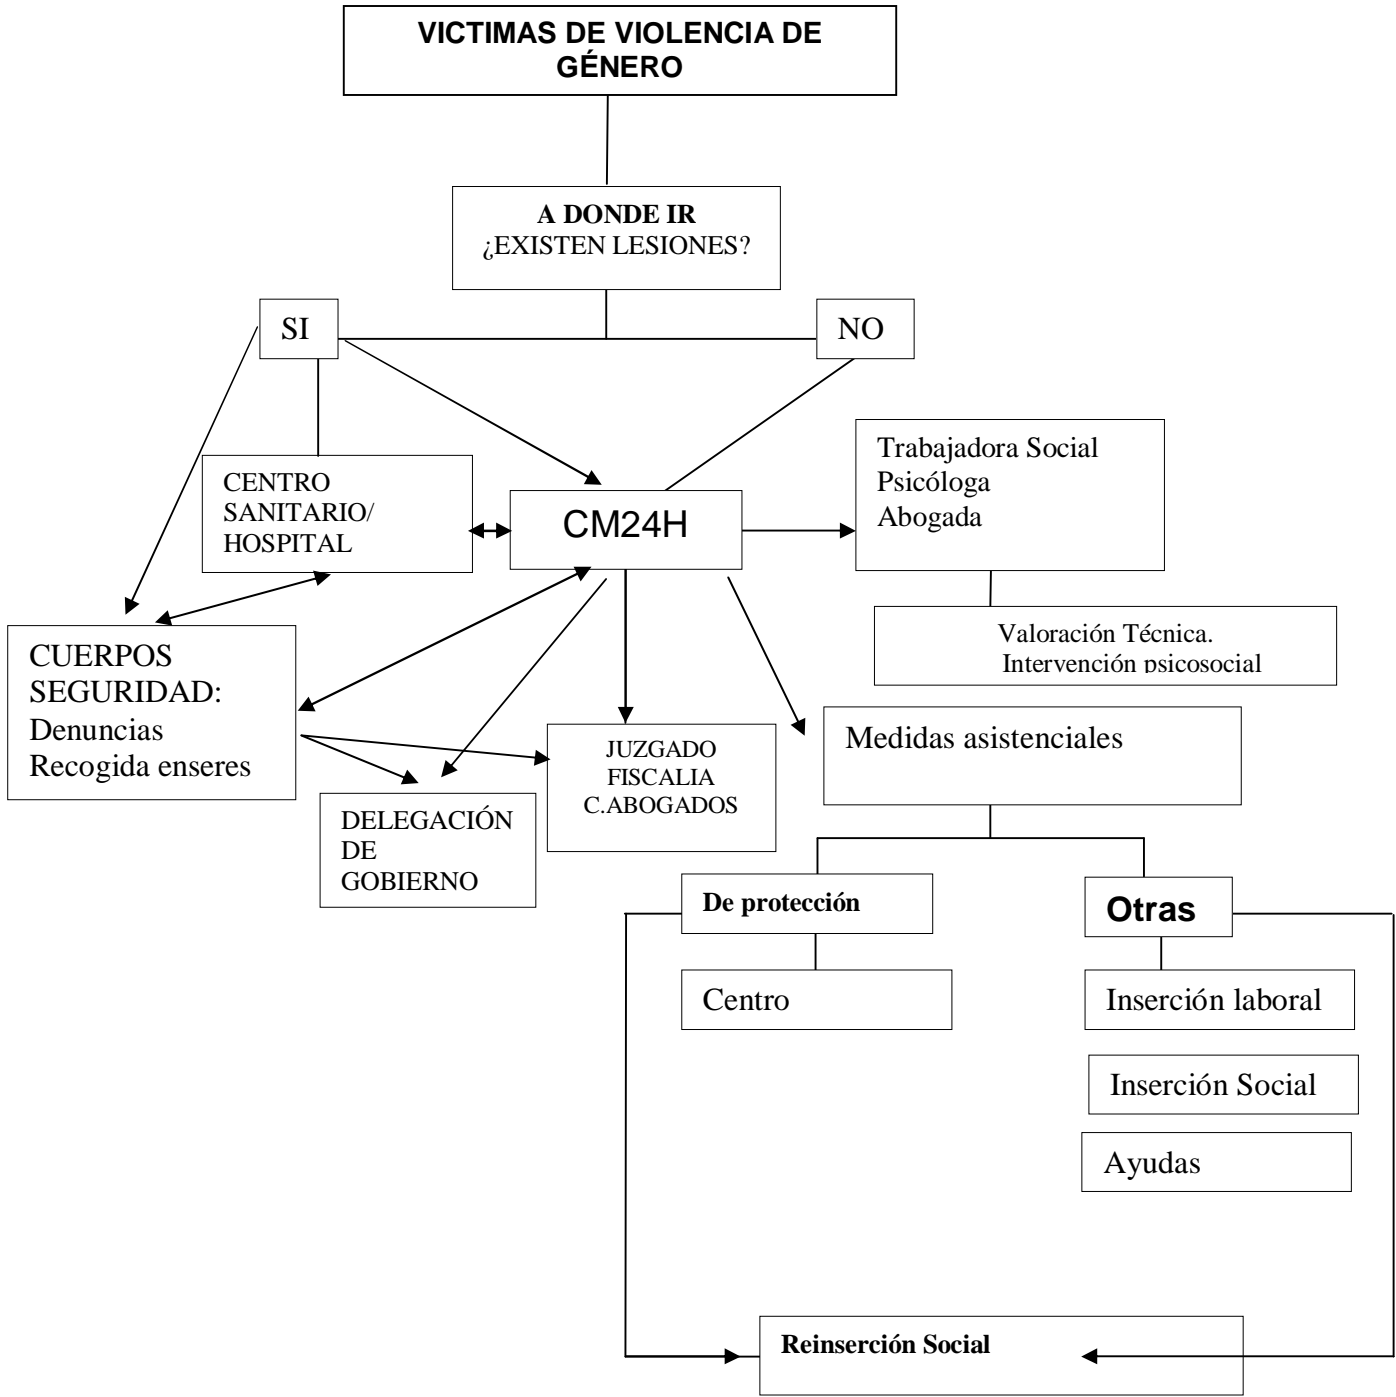 VICTIMAS DE VIOLENCIA DE
GÉNERO
A DONDE IR
¿EXISTEN LESIONES?
SI
NO
Trabajadora Social
Psicóloga
Abogada
CENTRO
SANITARIO/
HOSPITAL
CM24H
Valoración Técnica.
Intervención psicosocial
CUERPOS
SEGURIDAD:
Denuncias
Recogida enseres
JUZGADO
FISCALIA
C.ABOGADOS
Medidas asistenciales
DELEGACIÓN
DE
GOBIERNO
De protección
Otras
Centro
Inserción laboral
Inserción Social
Ayudas
Reinserción Social